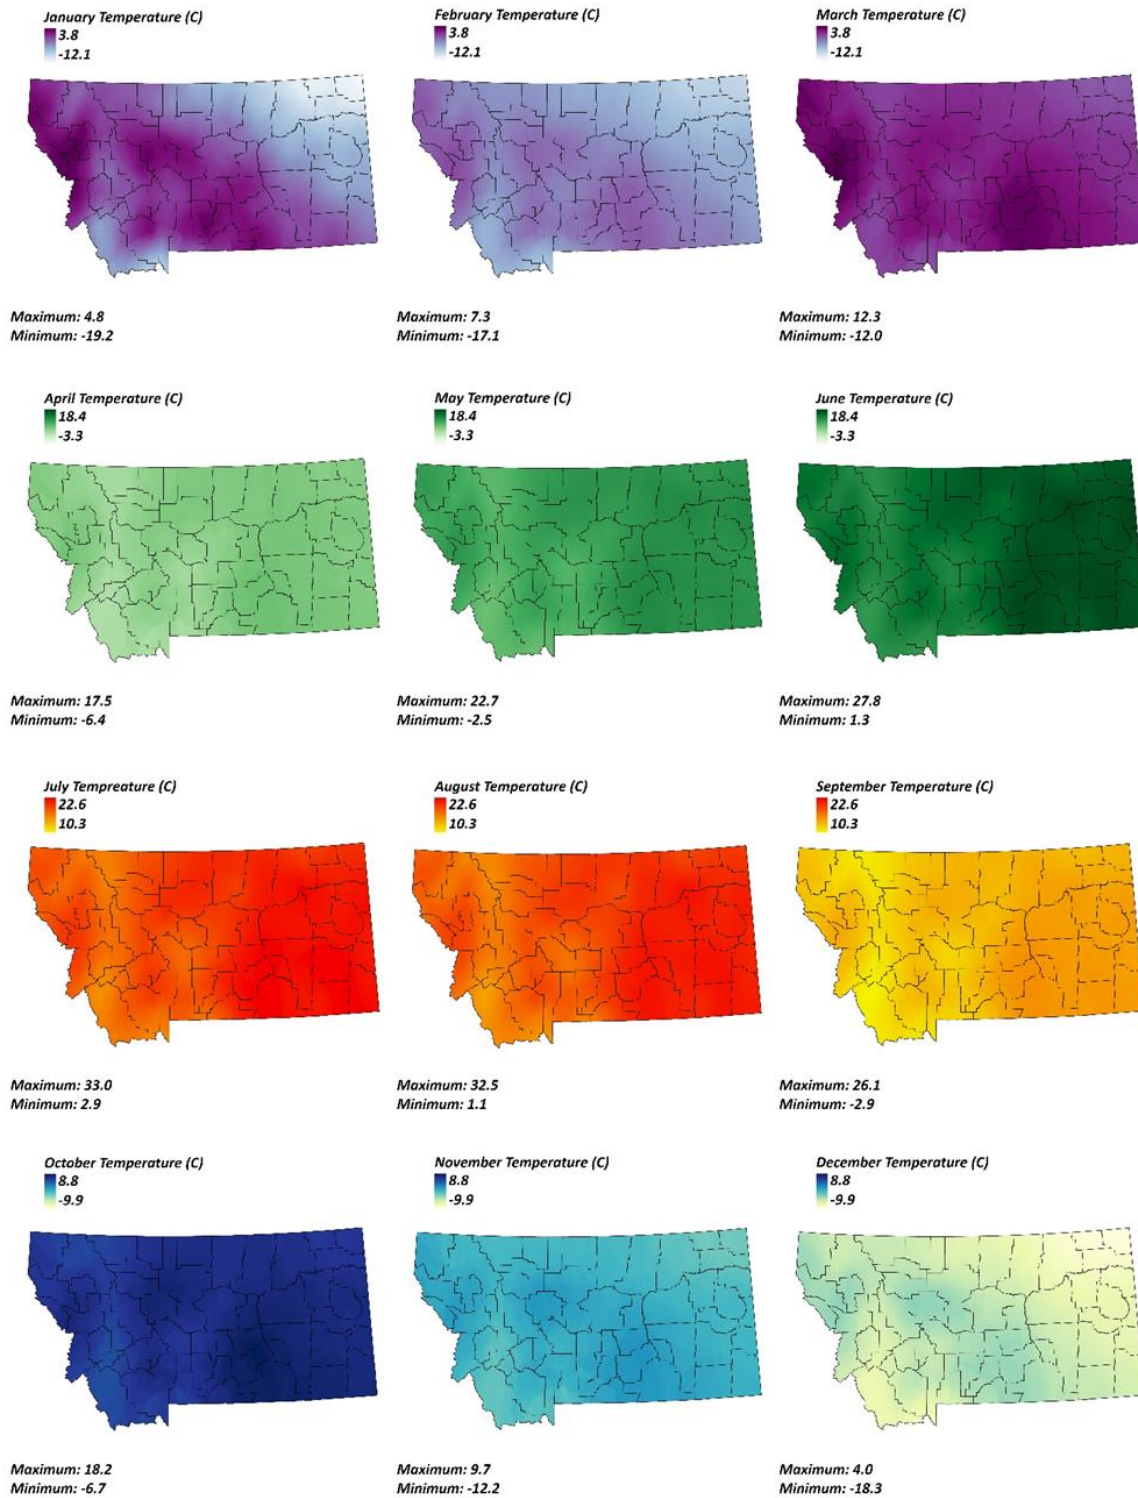 January Temperature (C)
3.8
-12.1
February Temperature (C)
3.8
-12.1
March Temperature (C)
3.8
-12.1
Maximum: 4.8
Minimum: -19.2
Maximum: 7.3
Minimum: -17.1
Maximum: 12.3
Minimum: -12.0
April Temperature (C)
18.4
-3.3
May Temperature (C)
18.4
-3.3
June Temperature (C)
18.4
-3.3
Maximum: 17.5
Minimum: -6.4
Maximum: 22.7
Minimum: -2.5
Maximum: 27.8
Minimum: 1.3
July Tempreature (C)
22.6
10.3
August Temperature (C)
22.6
10.3
September Temperature (C)
22.6
10.3
Maximum: 33.0
Minimum: 2.9
Maximum: 32.5
Minimum: 1.1
Maximum: 26.1
Minimum: -2.9
October Temperature (C)
8.8
-9.9
November Temperature (C)
8.8
-9.9
December Temperature (C)
8.8
-9.9
Maximum: 18.2
Minimum: -6.7
Maximum: 9.7
Minimum: -12.2
Maximum: 4.0
Minimum: -18.3